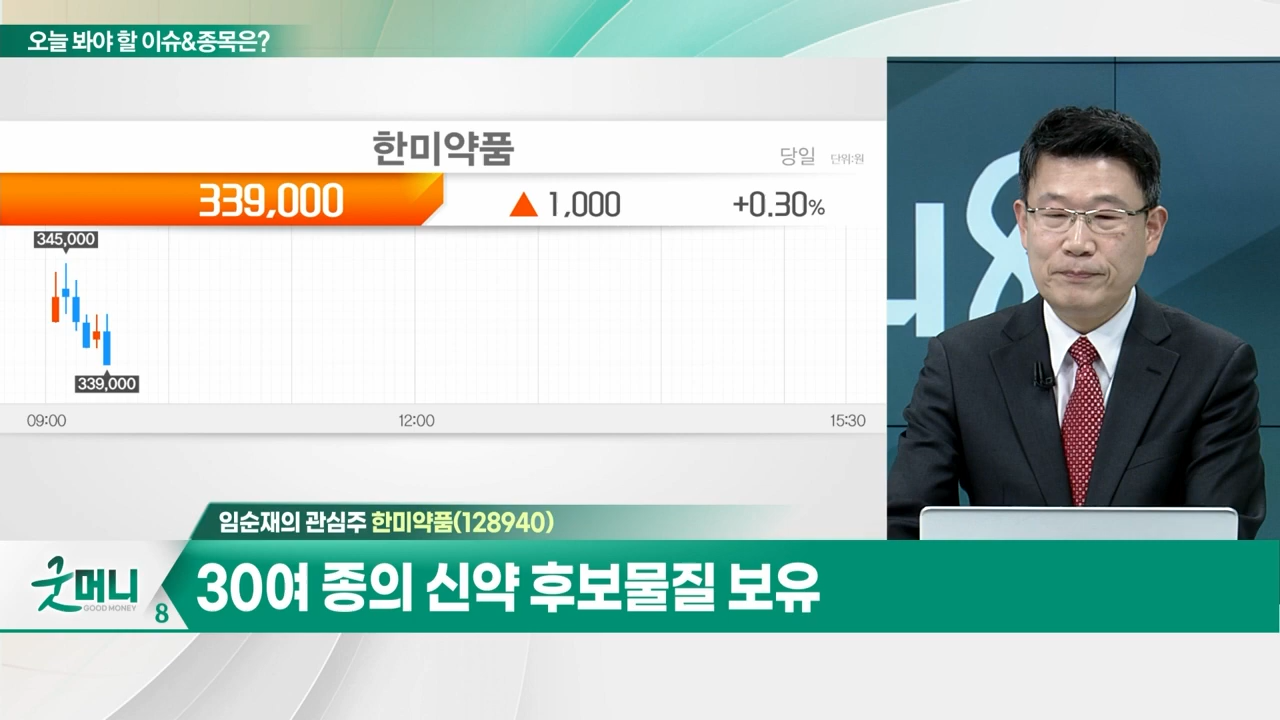 오늘 봐야 할 이슈&종목은?
한미약품
당일 단위:원
339,000 ▲ 1,000 +0.30%
345,000
339,000
09:00 12:00 15:30
임순재의 관심주 한미약품(128940)
굿머니
GOOD MONEY
8
30여 종의 신약 후보물질 보유